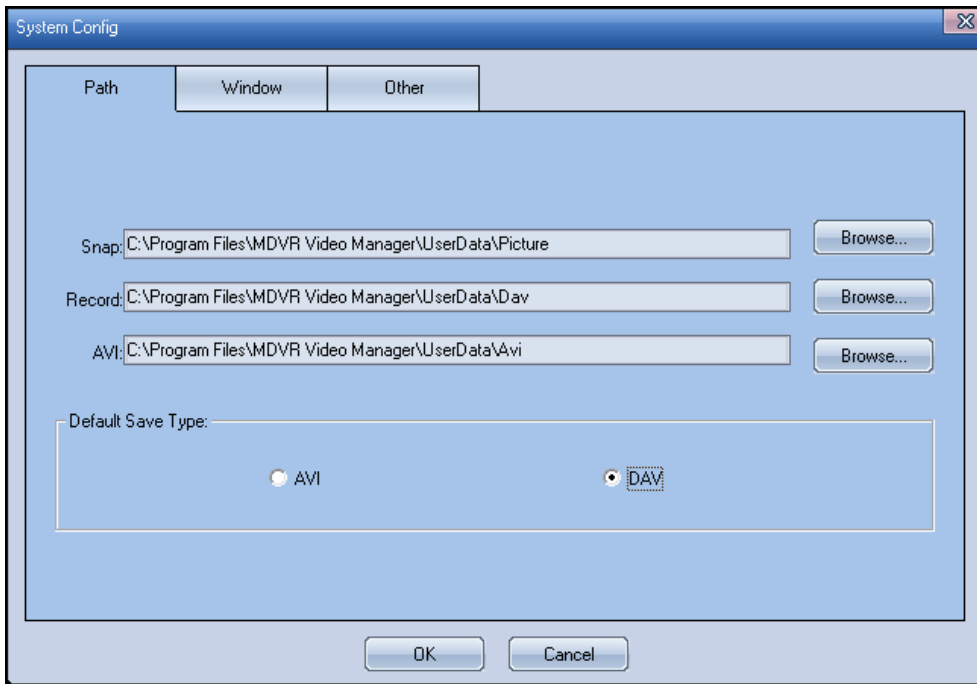 System Config
Path Window Other
Snap: C:\Program Files\MDVR Video Manager\UserData\Picture Browse...
Record: C:\Program Files\MDVR Video Manager\UserData\Dav Browse...
AVI: C:\Program Files\MDVR Video Manager\UserData\Avi Browse...
Default Save Type:
AVI DAV
OK Cancel